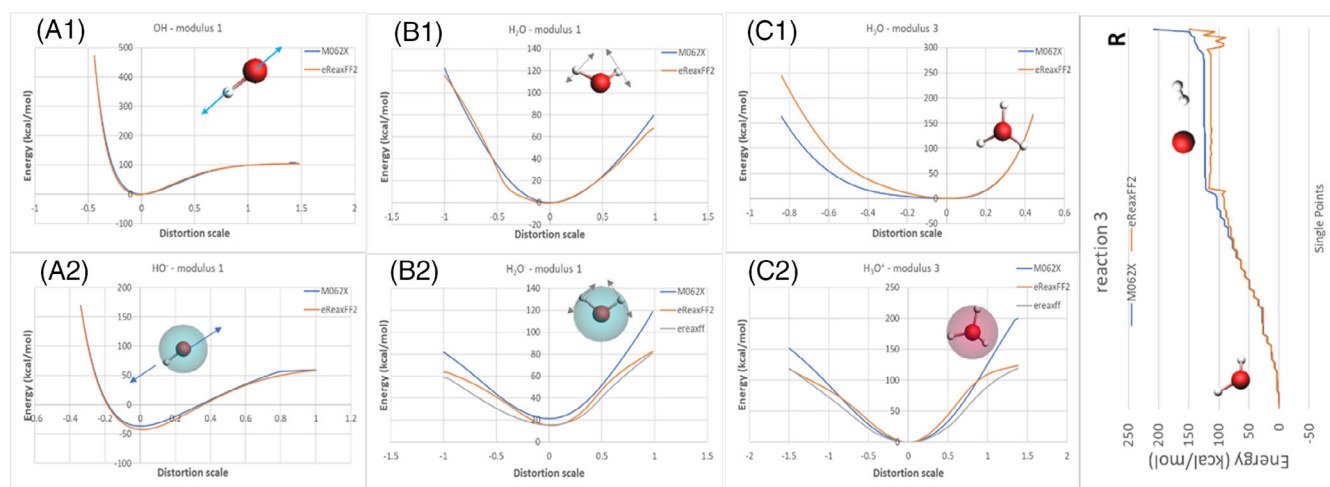 (A1)
OH - modulus 1
Energy (kcal/mol)
500
400
300
200
100
0
-100
-1
-0.5
0
0.5
1
1.5
2
Distortion scale
M062X
eReaxFF2
(B1)
H₂O - modulus 1
Energy (kcal/mol)
140
120
100
80
60
40
20
0
-20
-1.5
-1
-0.5
0
0.5
1
1.5
Distortion scale
M062X
eReaxFF2
(C1)
H₃O - modulus 3
Energy (kcal/mol)
300
250
200
150
100
50
0
-50
-1
-0.8
-0.6
-0.4
-0.2
0
0.2
0.4
0.6
Distortion scale
M062X
eReaxFF2
(A2)
HO⁻ - modulus 1
Energy (kcal/mol)
200
150
100
50
0
-50
-100
-0.6
-0.4
-0.2
0
0.2
0.4
0.6
0.8
1
1.2
Distortion scale
M062X
eReaxFF2
(B2)
H₂O⁻ - modulus 1
Energy (kcal/mol)
140
120
100
80
60
40
20
0
-1.5
-1
-0.5
0
0.5
1
1.5
Distortion scale
M062X
eReaxFF2
ereaxff
(C2)
H₃O⁺ - modulus 3
Energy (kcal/mol)
250
200
150
100
50
0
-2
-1.5
-1
-0.5
0
0.5
1
1.5
2
Distortion scale
M062X
eReaxFF2
ereaxff
R
reaction 3
M062X
eReaxFF2
Energy (kcal/mol)
250
200
150
100
50
0
-50
Single Points